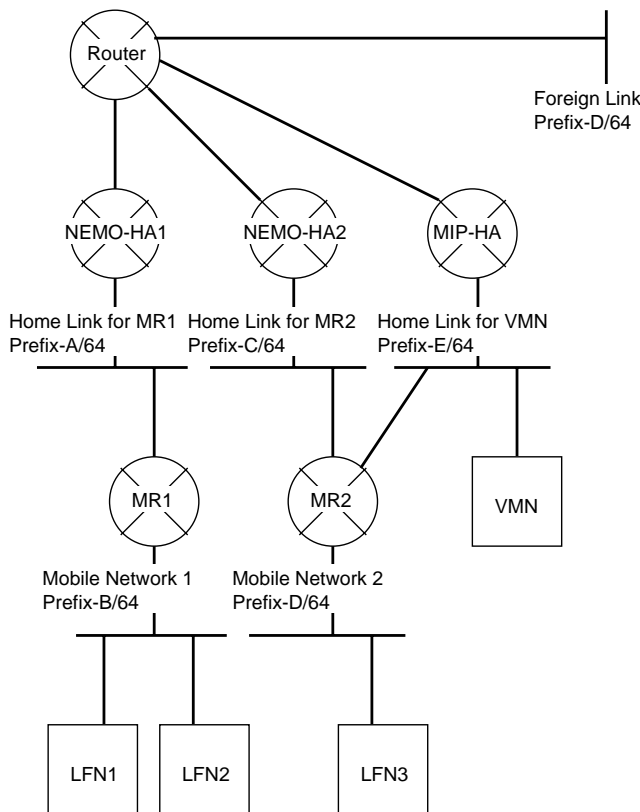 Router
Foreign Link
Prefix-D/64
NEMO-HA1
NEMO-HA2
MIP-HA
Home Link for MR1
Prefix-A/64
Home Link for MR2
Prefix-C/64
Home Link for VMN
Prefix-E/64
MR1
MR2
VMN
Mobile Network 1
Prefix-B/64
Mobile Network 2
Prefix-D/64
LFN1
LFN2
LFN3